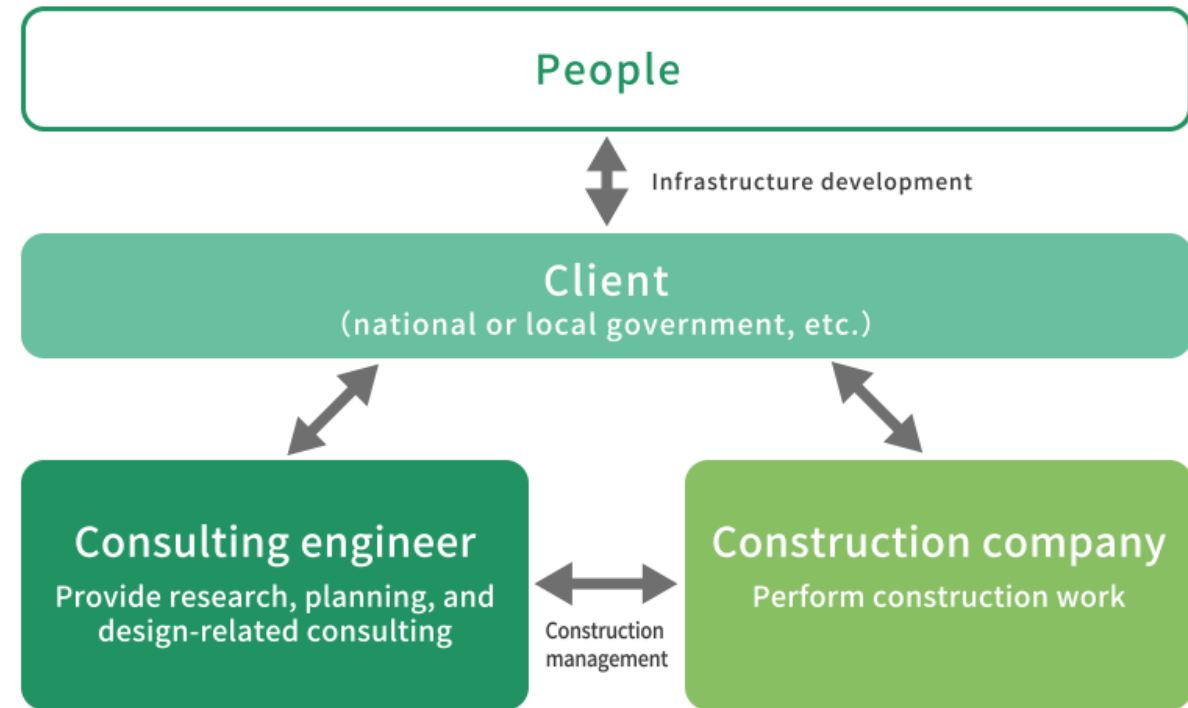 People
Infrastructure development
Client
（national or local government, etc.）
Consulting engineer
Provide research, planning, and
design-related consulting
Construction
management
Construction company
Perform construction work